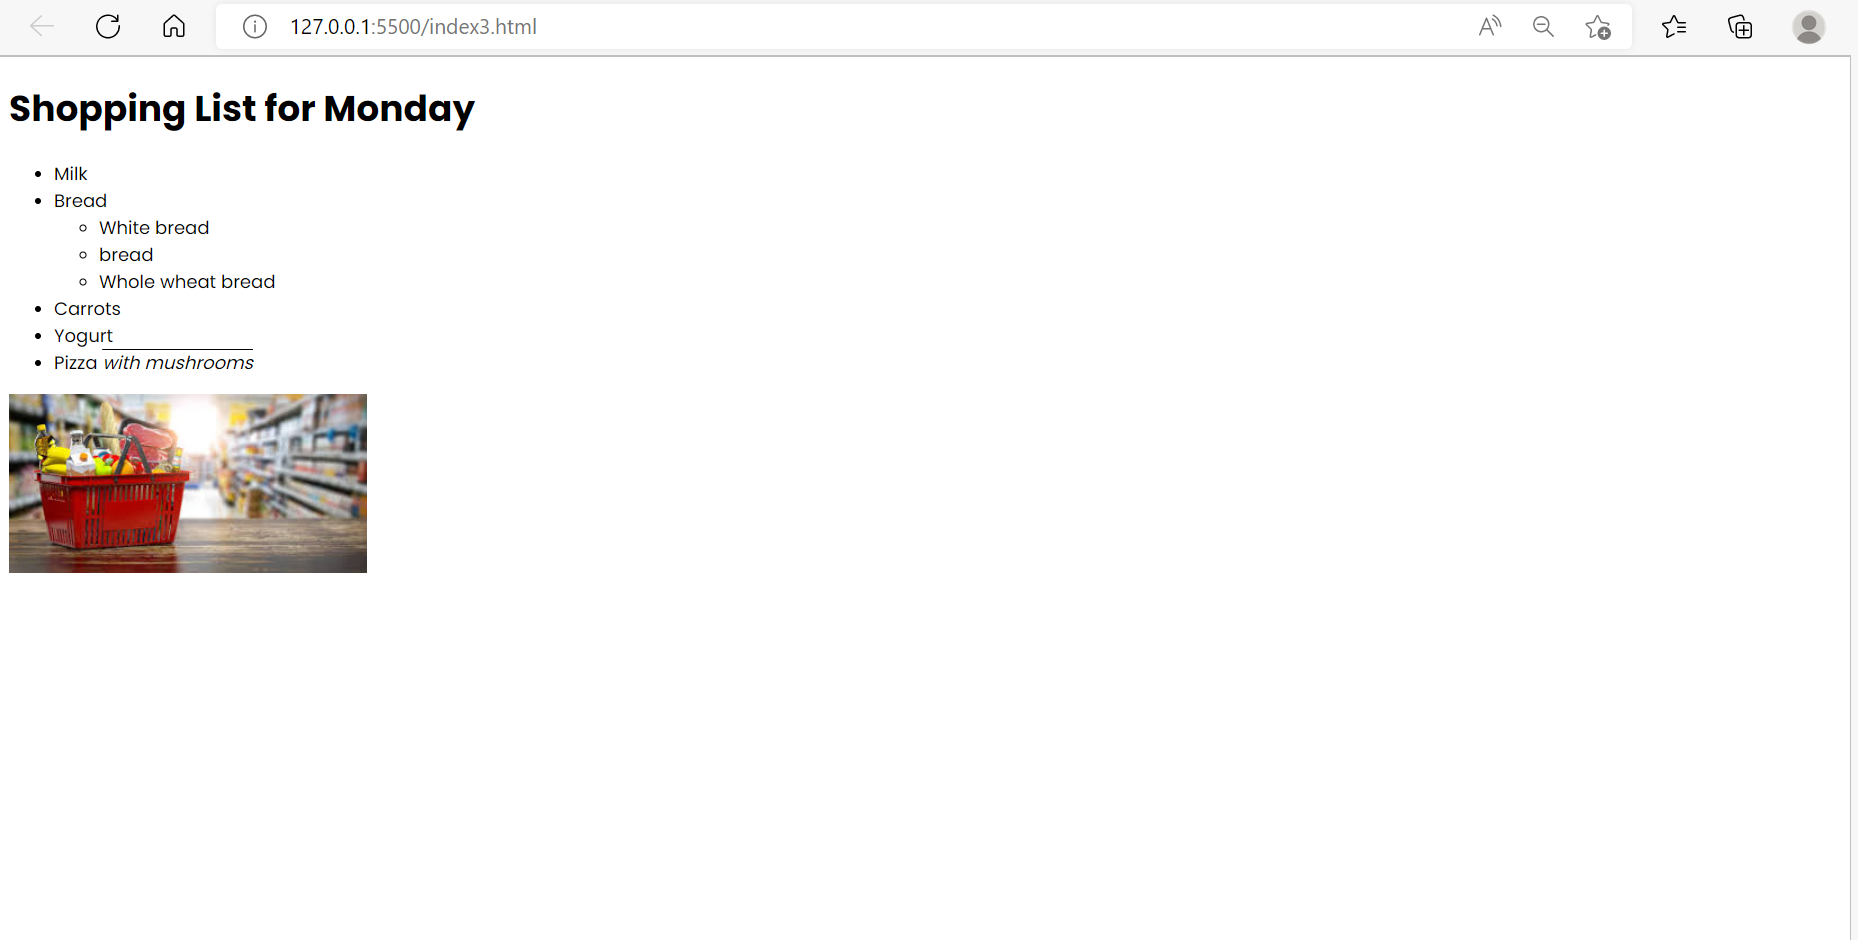 127.0.0.1:5500/index3.html
Shopping List for Monday
Milk
Bread
White bread
bread
Whole wheat bread
Carrots
Yogurt
Pizza with mushrooms